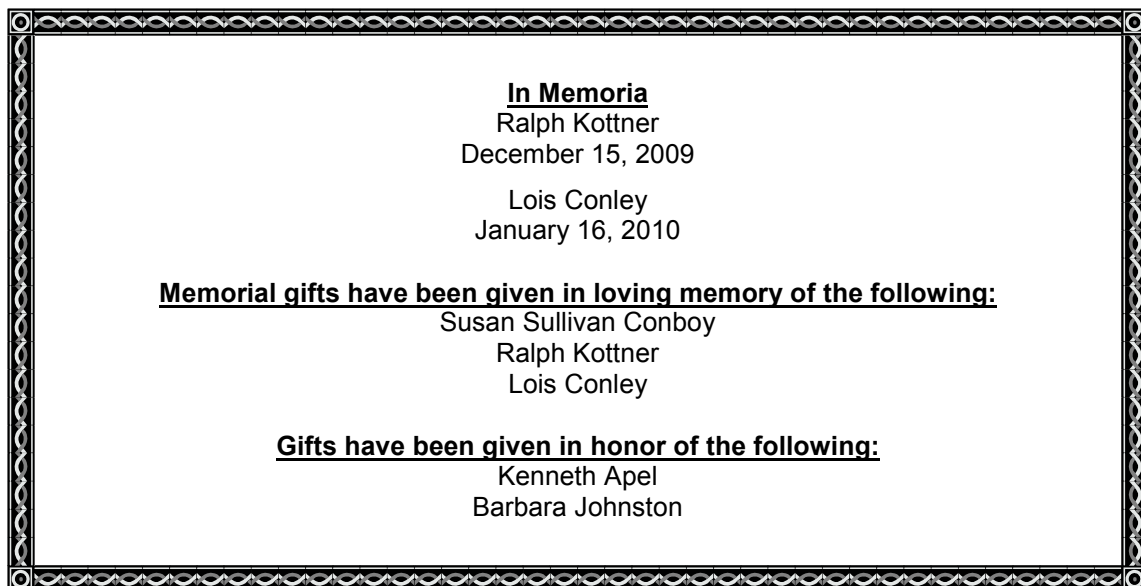 In Memoria
Ralph Kottner
December 15, 2009
Lois Conley
January 16, 2010
Memorial gifts have been given in loving memory of the following:
Susan Sullivan Conboy
Ralph Kottner
Lois Conley
Gifts have been given in honor of the following:
Kenneth Apel
Barbara Johnston